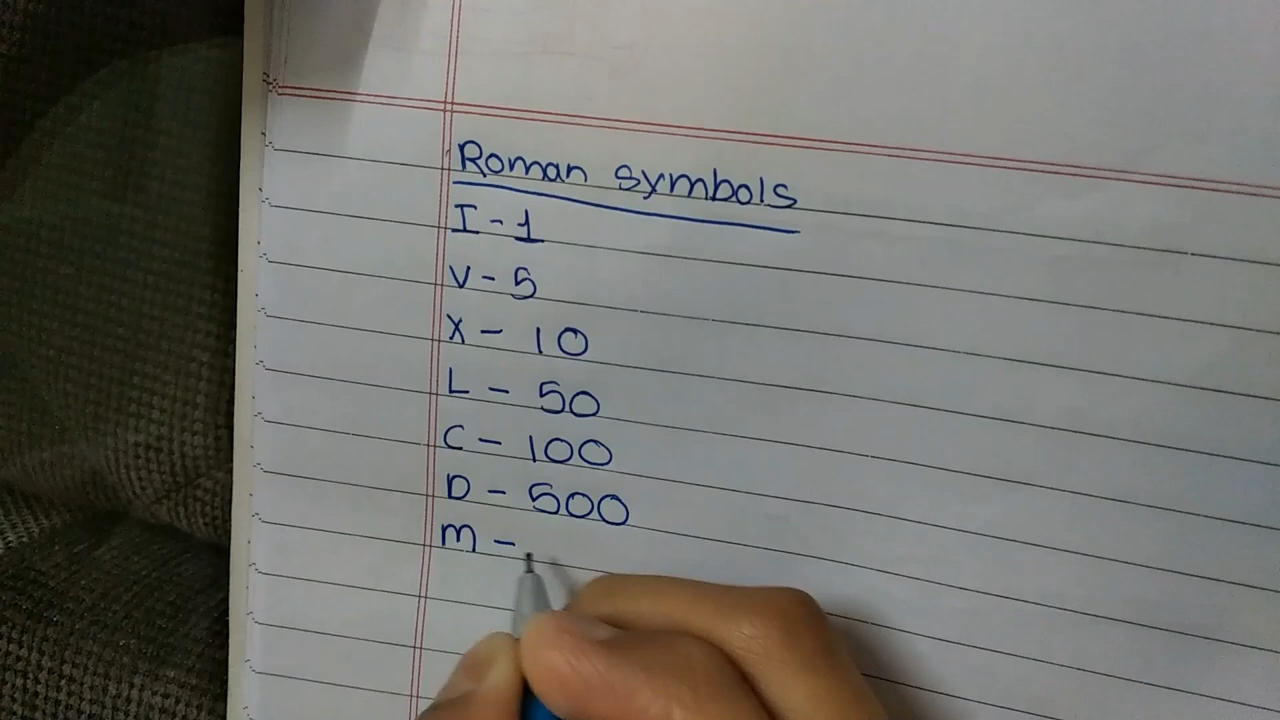 Roman symbols
I - 1
V - 5
X - 10
L - 50
C - 100
D - 500
M -